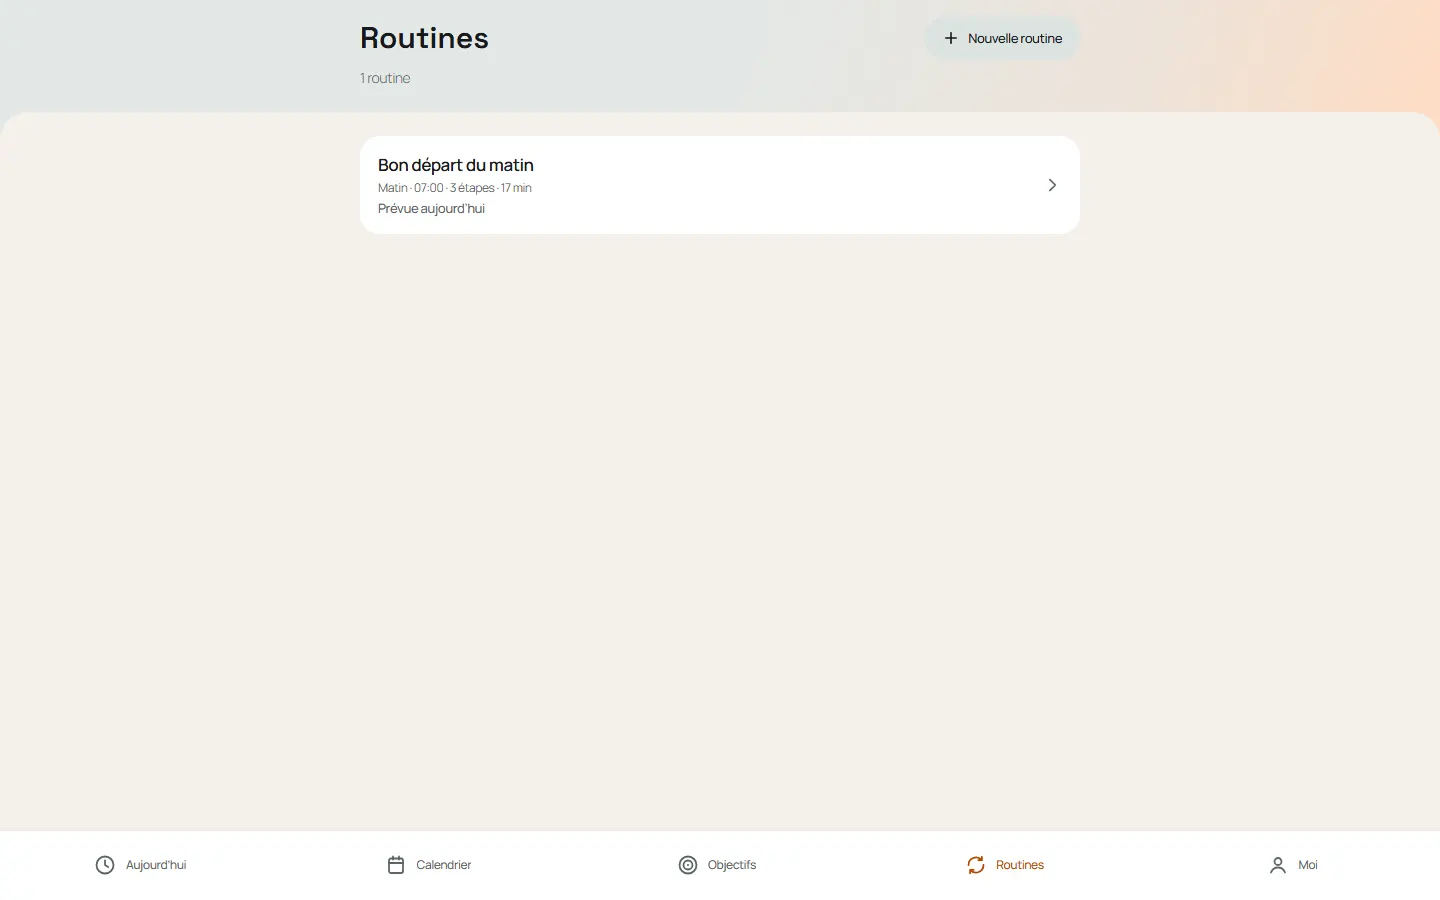 Routines
Nouvelle routine
1 routine
Bon départ du matin
Matin · 07:00 · 3 étapes · 17 min
Prévue aujourd'hui
Aujourd'hui
Calendrier
Objectifs
Routines
Moi